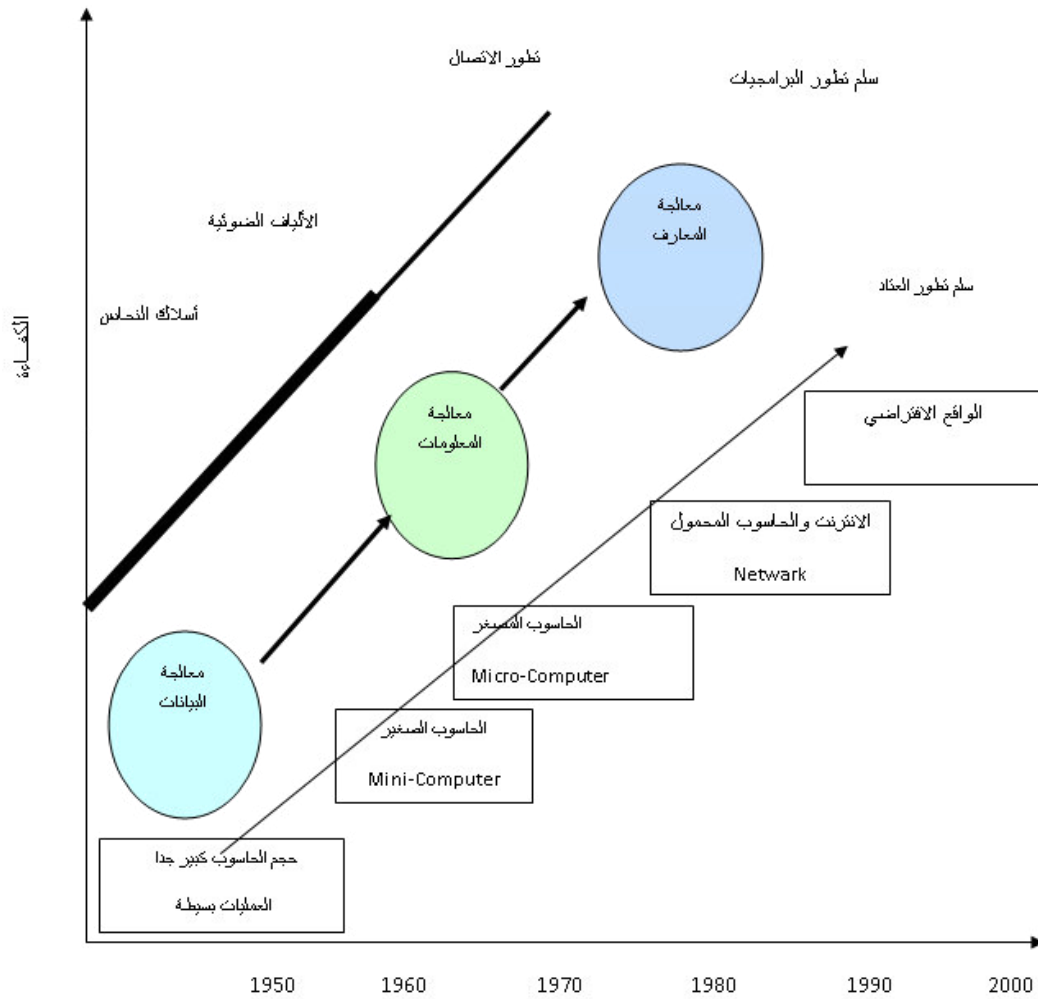 تطور الاتصال
سلم تطور البرامجيات
معالجة
المعارف
الألياف الضوئية
سلم تطور العتاد
أسلاك النحاس
الكفاءة
الواقع الافتراضي
معالجة
المعلومات
الانترنت والحاسوب المحمول
Netwark
الحاسوب المصغر
Micro-Computer
معالجة
البيانات
الحاسوب الصغير
Mini-Computer
حجم الحاسوب كبير جدا
العمليات بسيطة
1950 1960 1970 1980 1990 2000